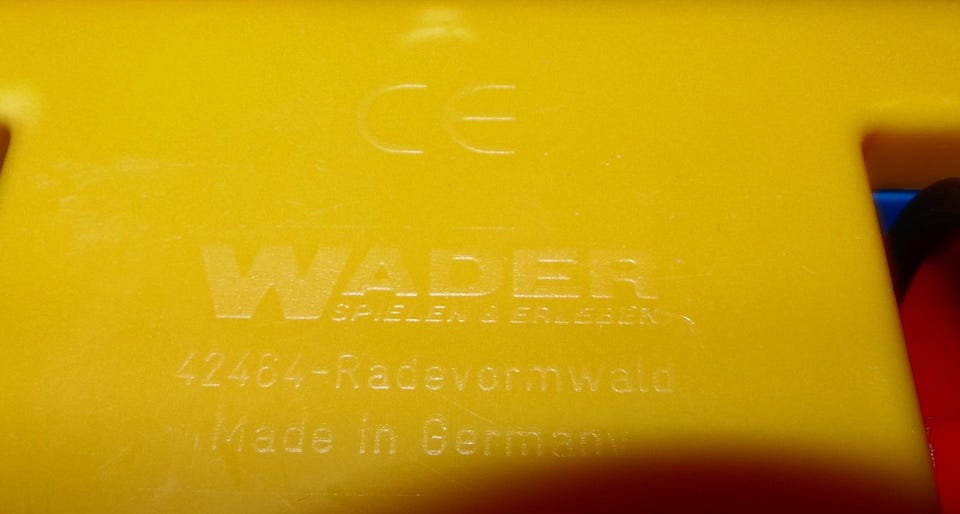 CE
WADER
SPIELEN & ERLEBEN
42464-Radevormwald
Made in Germany